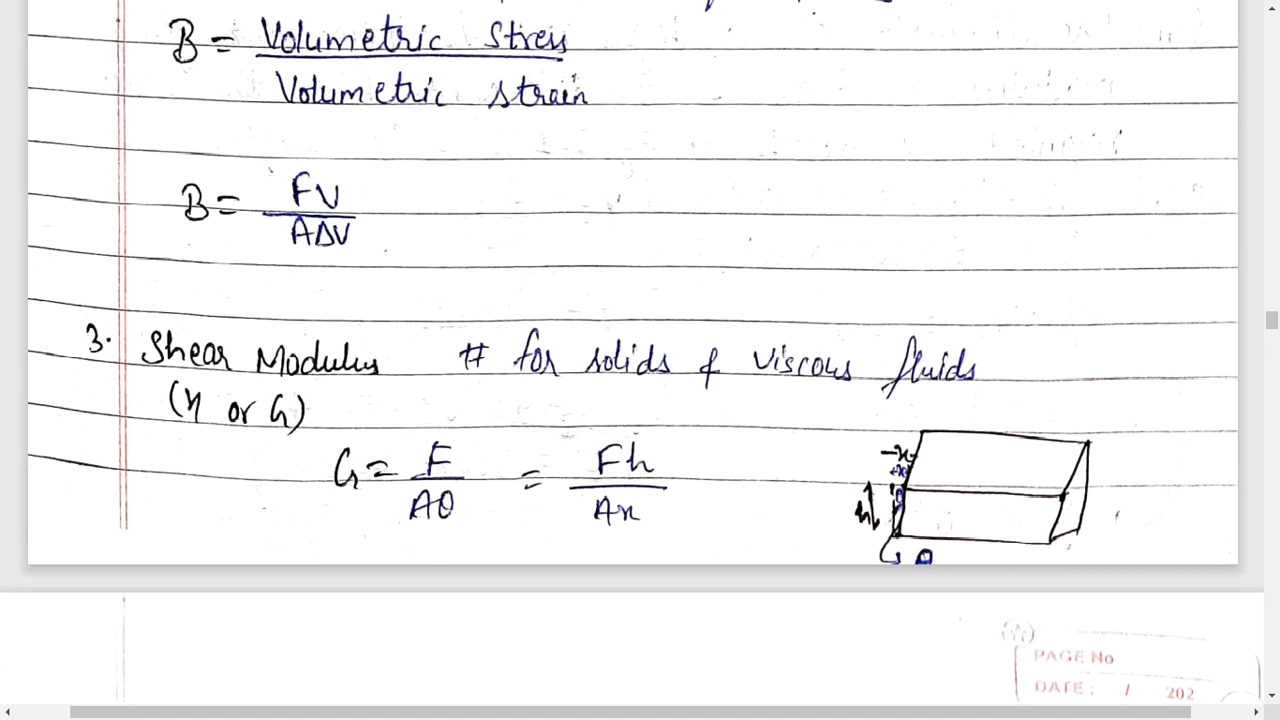 B = Volumetric Stress
Volumetric strain
B = FV
AΔV
3. Shear Modulus # for solids & viscous fluids
(η or G)
G = F = Fh
Aθ Ax
x
x
θ
h
θ
PAGE No
DATE: / 202